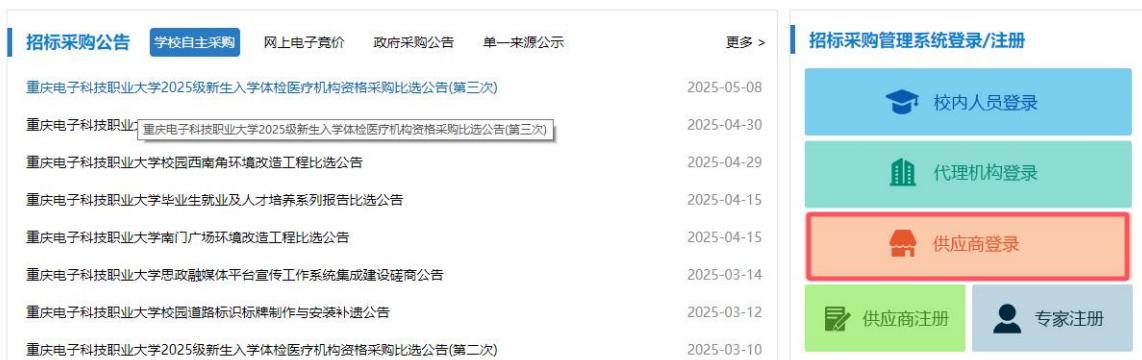 招标采购公告 学校自主采购 网上电子竞价 政府采购公告 单一来源公示 更多 >
重庆电子科技职业大学2025级新生入学体检医疗机构资格采购比选公告(第三次) 2025-05-08
重庆电子科技职业 2025-04-30
重庆电子科技职业大学2025级新生入学体检医疗机构资格采购比选公告(第三次)
重庆电子科技职业大学校园西南角环境改造工程比选公告 2025-04-29
重庆电子科技职业大学毕业生就业及人才培养系列报告比选公告 2025-04-15
重庆电子科技职业大学南门广场环境改造工程比选公告 2025-04-15
重庆电子科技职业大学思政融媒体平台宣传工作系统集成建设磋商公告 2025-03-14
重庆电子科技职业大学校园道路标识标牌制作与安装补遗公告 2025-03-12
重庆电子科技职业大学2025级新生入学体检医疗机构资格采购比选公告(第二次) 2025-03-10
招标采购管理系统登录/注册
校内人员登录
代理机构登录
供应商登录
供应商注册 专家注册